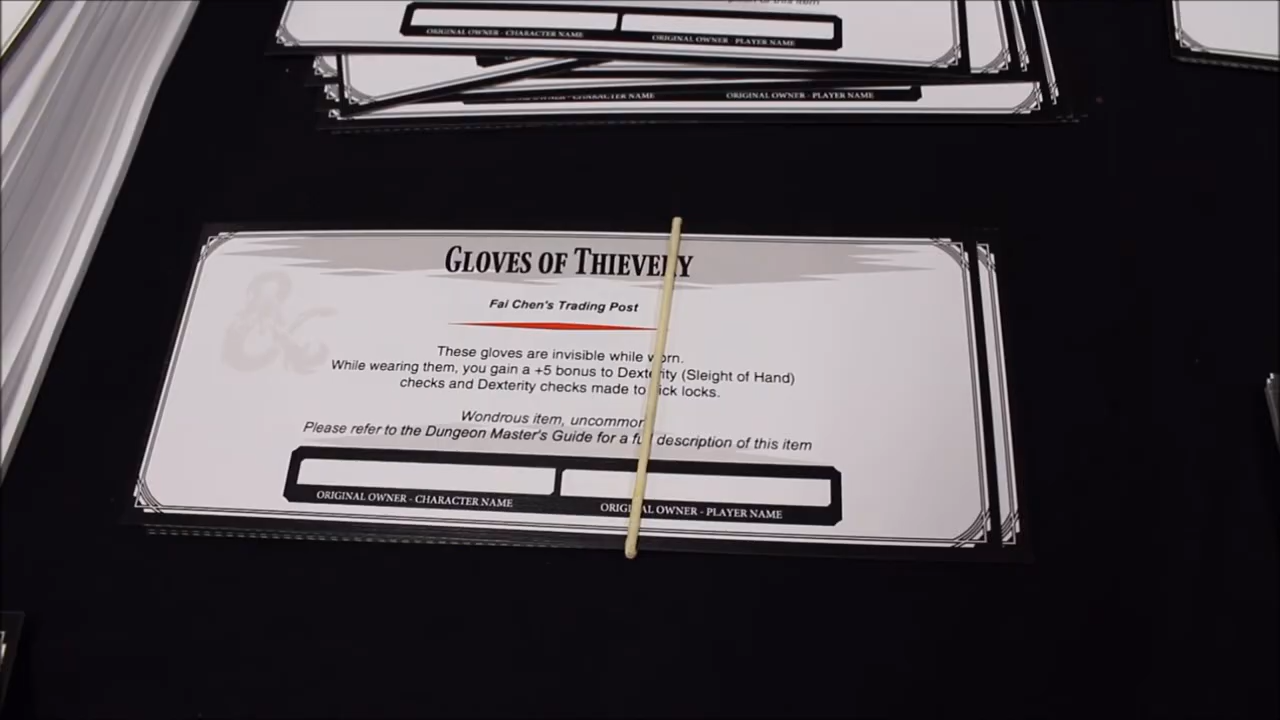 ORIGINAL OWNER - CHARACTER NAME
ORIGINAL OWNER - PLAYER NAME
CHARACTER NAME
ORIGINAL OWNER - PLAYER NAME
GLOVES OF THIEVERY
Fai Chen's Trading Post
These gloves are invisible while worn.
While wearing them, you gain a +5 bonus to Dexterity (Sleight of Hand)
checks and Dexterity checks made to pick locks.
Wondrous item, uncommon
Please refer to the Dungeon Master's Guide for a full description of this item
ORIGINAL OWNER - CHARACTER NAME
ORIGINAL OWNER - PLAYER NAME